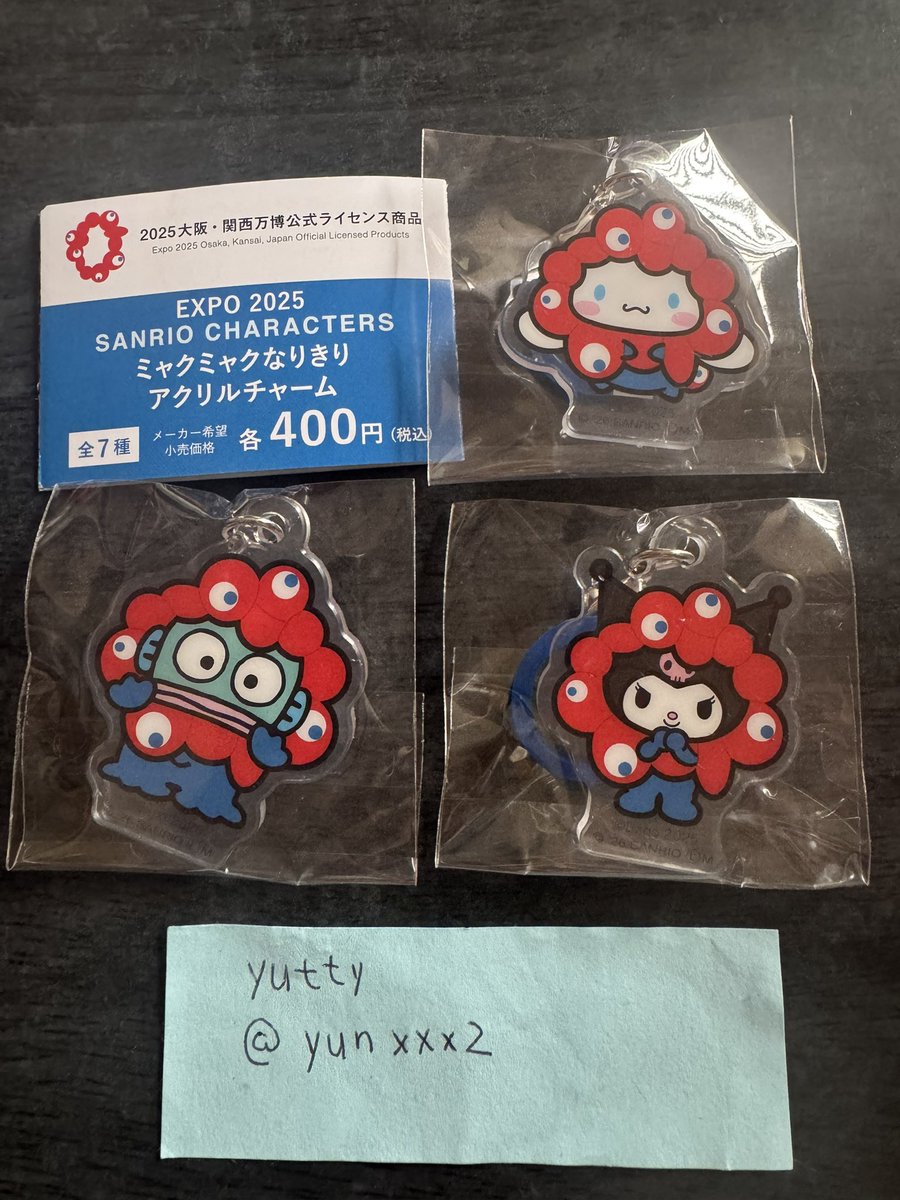 2025大阪・関西万博公式ライセンス商品
Expo 2025 Osaka, Kansai, Japan Official Licensed Products
EXPO 2025
SANRIO CHARACTERS
ミャクミャクなりきり
アクリルチャーム
全7種
メーカー希望
小売価格
各400円(税込)
yutty
@ yun xxx2